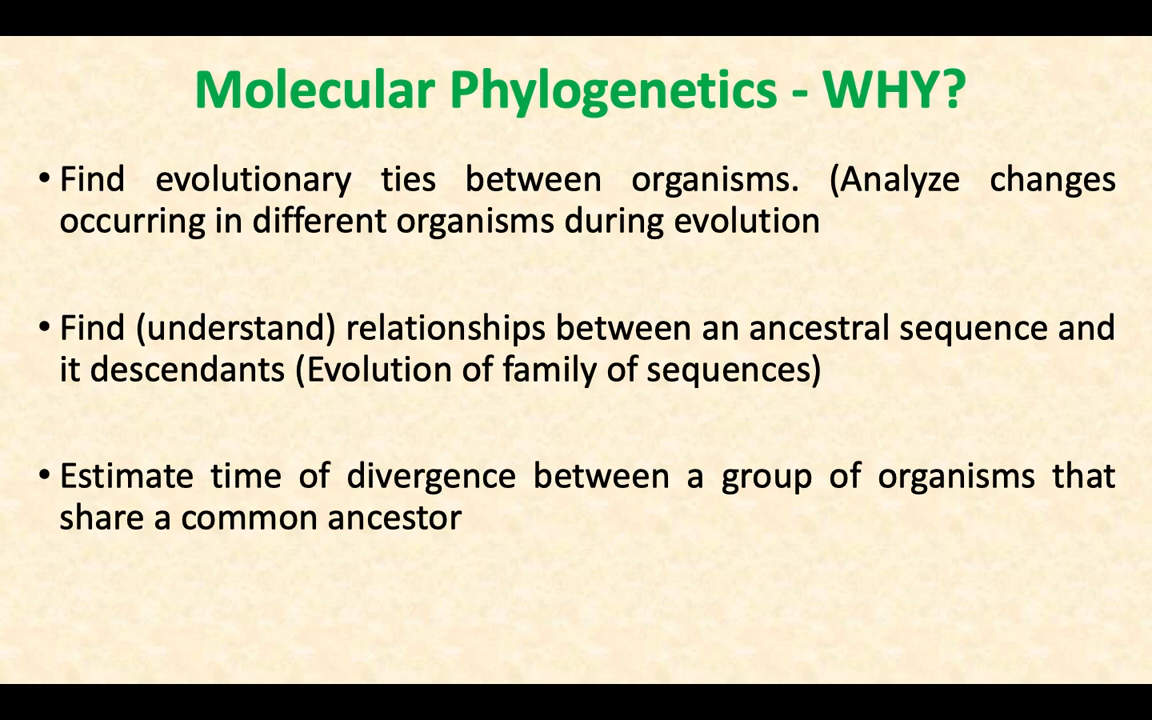 Molecular Phylogenetics - WHY?
• Find evolutionary ties between organisms. (Analyze changes
occurring in different organisms during evolution
• Find (understand) relationships between an ancestral sequence and
it descendants (Evolution of family of sequences)
• Estimate time of divergence between a group of organisms that
share a common ancestor